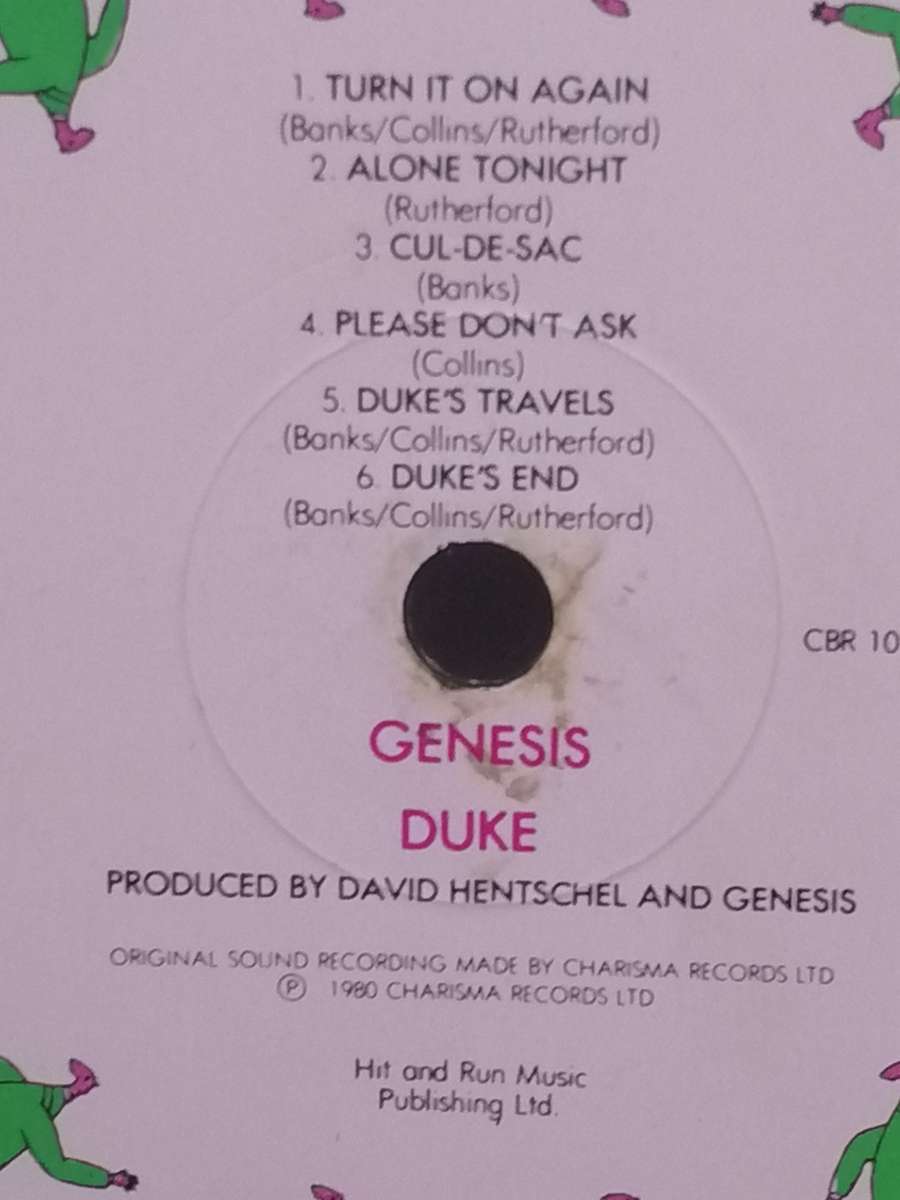 1. TURN IT ON AGAIN
(Banks/Collins/Rutherford)
2. ALONE TONIGHT
(Rutherford)
3. CUL-DE-SAC
(Banks)
4. PLEASE DON'T ASK
(Collins)
5. DUKE'S TRAVELS
(Banks/Collins/Rutherford)
6. DUKE'S END
(Banks/Collins/Rutherford)
CBR 10
GENESIS
DUKE
PRODUCED BY DAVID HENTSCHEL AND GENESIS
ORIGINAL SOUND RECORDING MADE BY CHARISMA RECORDS LTD
Ⓟ 1980 CHARISMA RECORDS LTD
Hit and Run Music
Publishing Ltd.